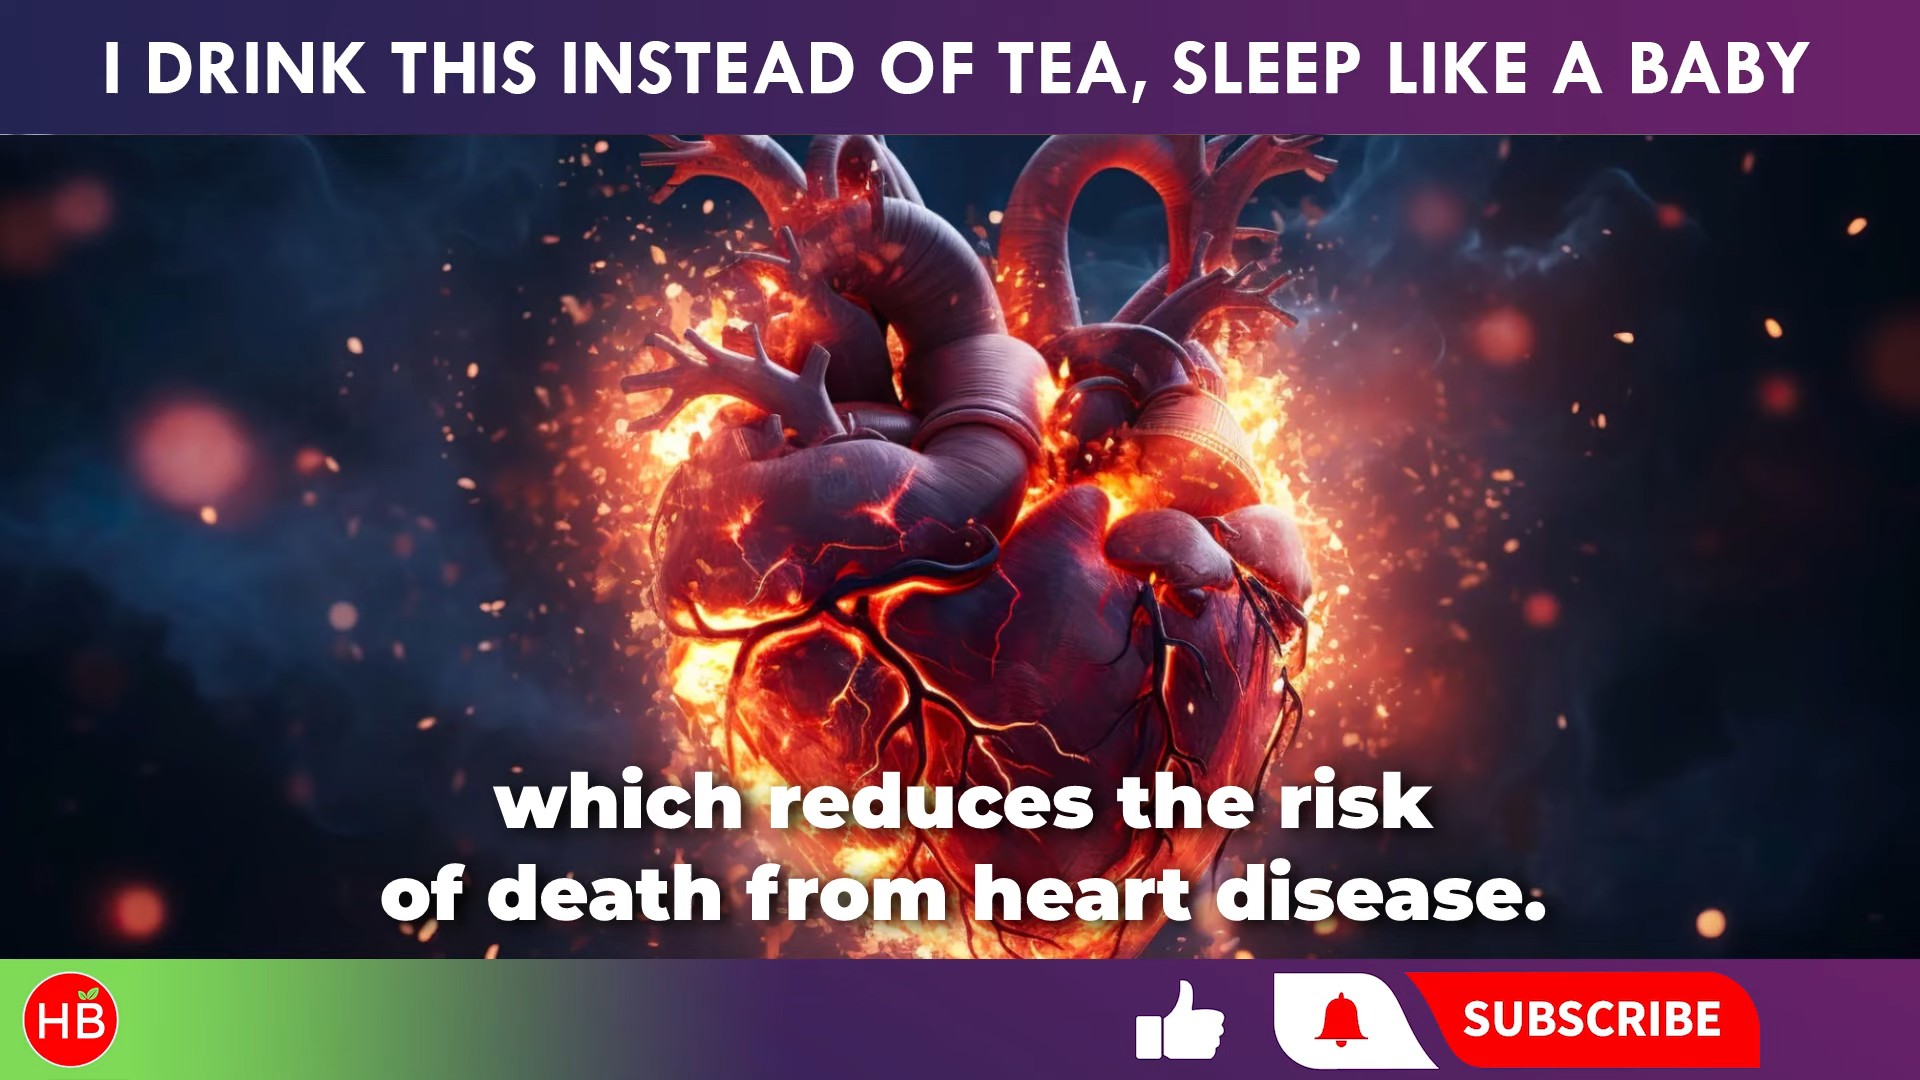 I DRINK THIS INSTEAD OF TEA, SLEEP LIKE A BABY
which reduces the risk
of death from heart disease.
HB
SUBSCRIBE